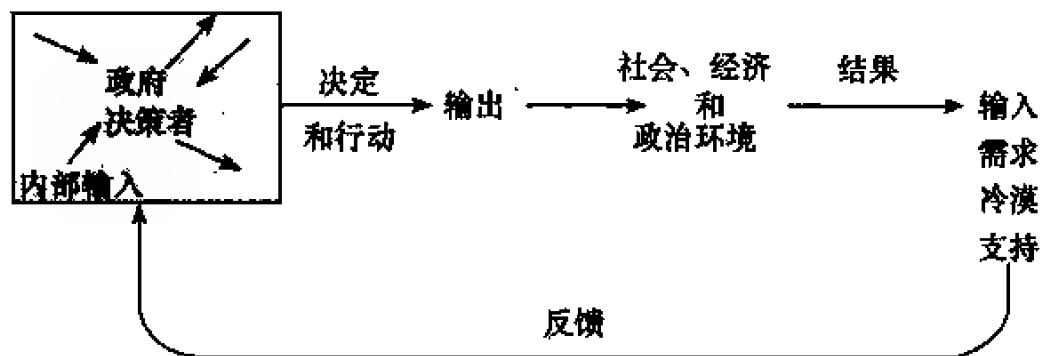 政府
决策者
内部输入
决定
和行动
输出
社会、经济
和
政治环境
结果
输入
需求
冷漠
支持
反馈